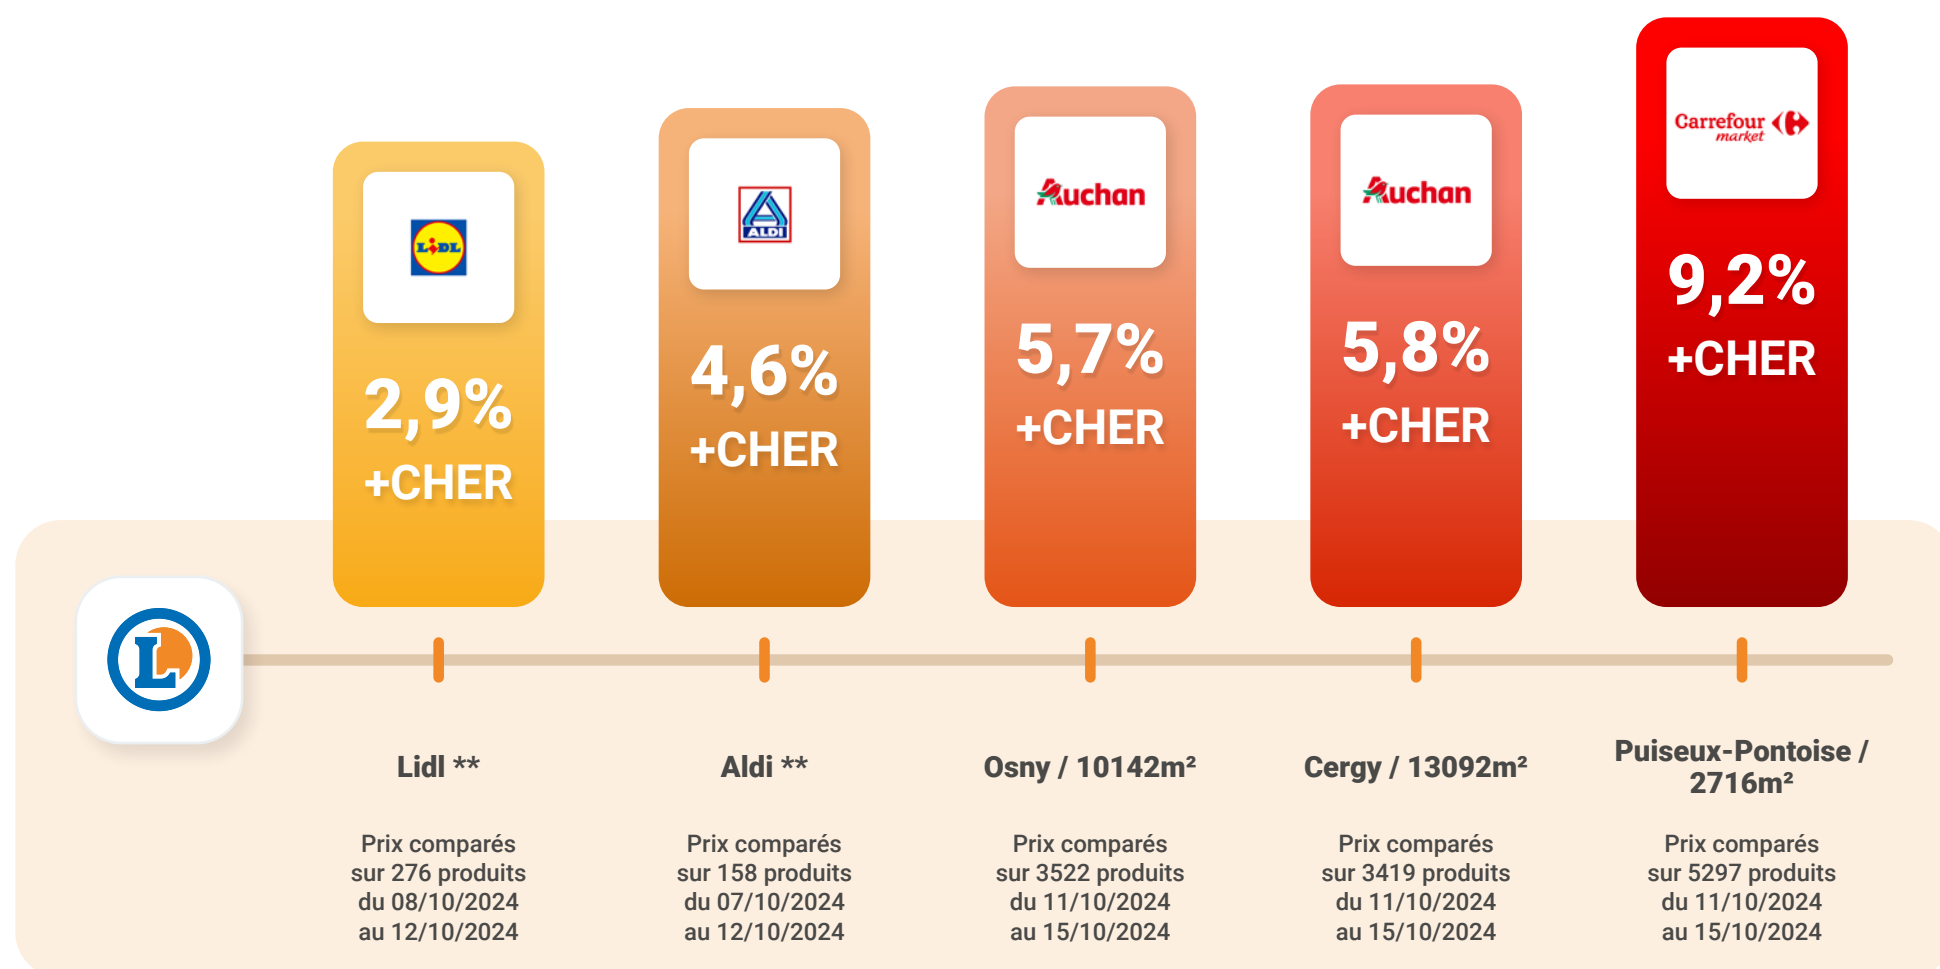 LIDL
2,9%
+CHER
ALDI
4,6%
+CHER
Auchan
5,7%
+CHER
Auchan
5,8%
+CHER
Carrefour
market
9,2%
+CHER
L
Lidl **
Prix comparés
sur 276 produits
du 08/10/2024
au 12/10/2024
Aldi **
Prix comparés
sur 158 produits
du 07/10/2024
au 12/10/2024
Osny / 10142m²
Prix comparés
sur 3522 produits
du 11/10/2024
au 15/10/2024
Cergy / 13092m²
Prix comparés
sur 3419 produits
du 11/10/2024
au 15/10/2024
Puiseux-Pontoise /
2716m²
Prix comparés
sur 5297 produits
du 11/10/2024
au 15/10/2024